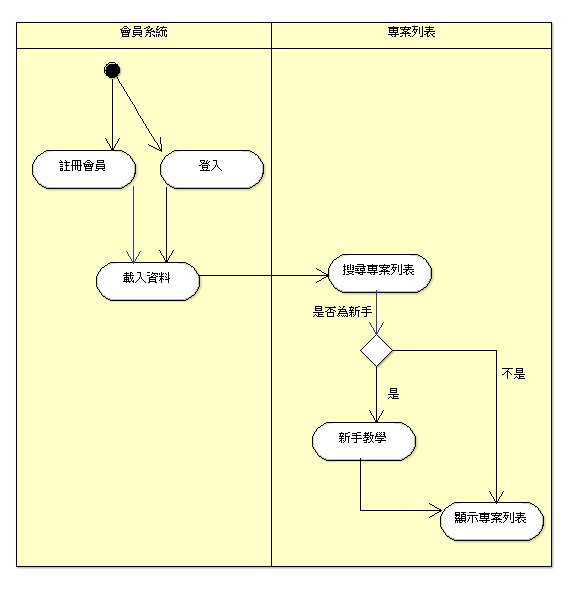 會員系統
專案列表
註冊會員
登入
載入資料
搜尋專案列表
是否為新手
不是
是
新手教學
顯示專案列表